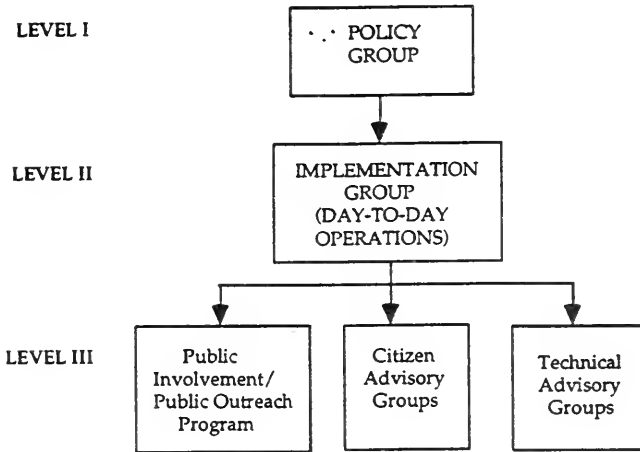 LEVEL I
POLICY
GROUP
LEVEL II
IMPLEMENTATION
GROUP
(DAY-TO-DAY
OPERATIONS)
LEVEL III
Public
Involvement/
Public Outreach
Program
Citizen
Advisory
Groups
Technical
Advisory
Groups